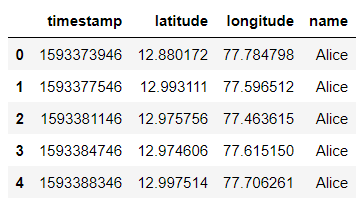 timestamp latitude longitude name
0 1593373946 12.880172 77.784798 Alice
1 1593377546 12.993111 77.596512 Alice
2 1593381146 12.975756 77.463615 Alice
3 1593384746 12.974606 77.615150 Alice
4 1593388346 12.997514 77.706261 Alice